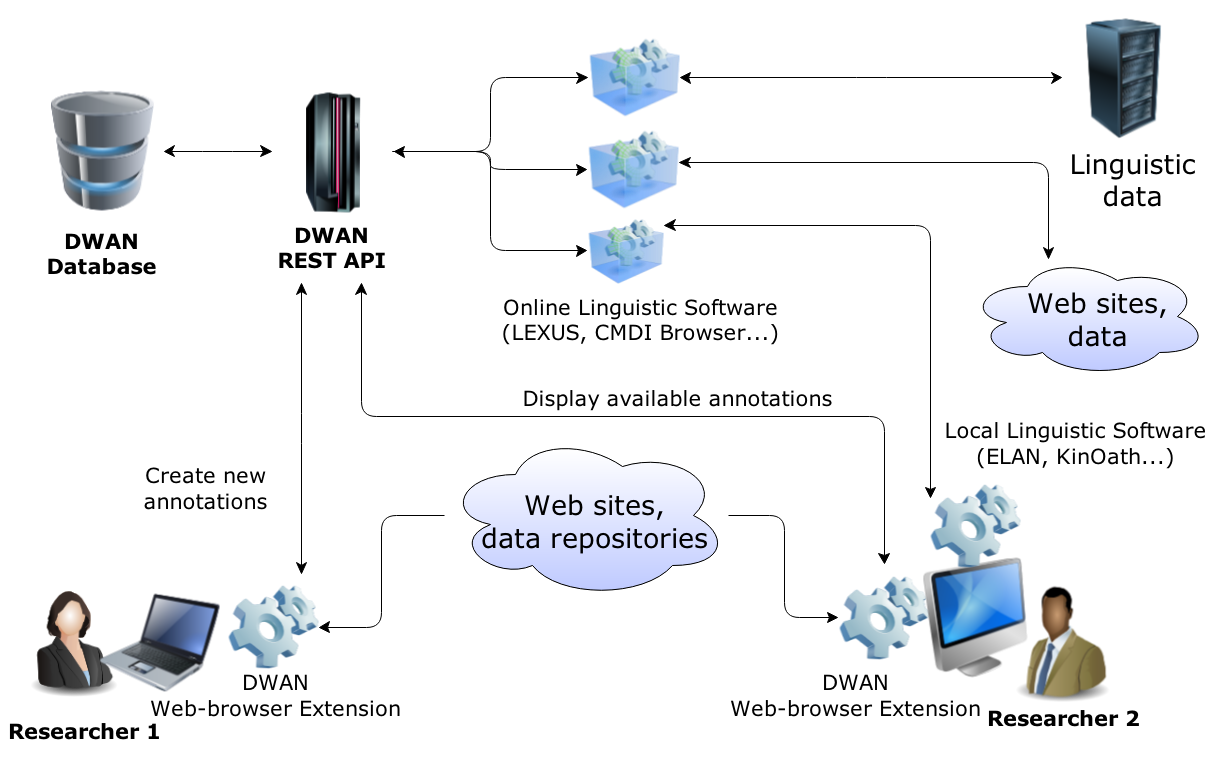 Linguistic
data
DWAN
Database
DWAN
REST API
Online Linguistic Software
(LEXUS, CMDI Browser...)
Web sites,
data
Display available annotations
Local Linguistic Software
(ELAN, KinOath...)
Create new
annotations
Web sites,
data repositories
DWAN
Web-browser Extension
Researcher 1
DWAN
Web-browser Extension
Researcher 2